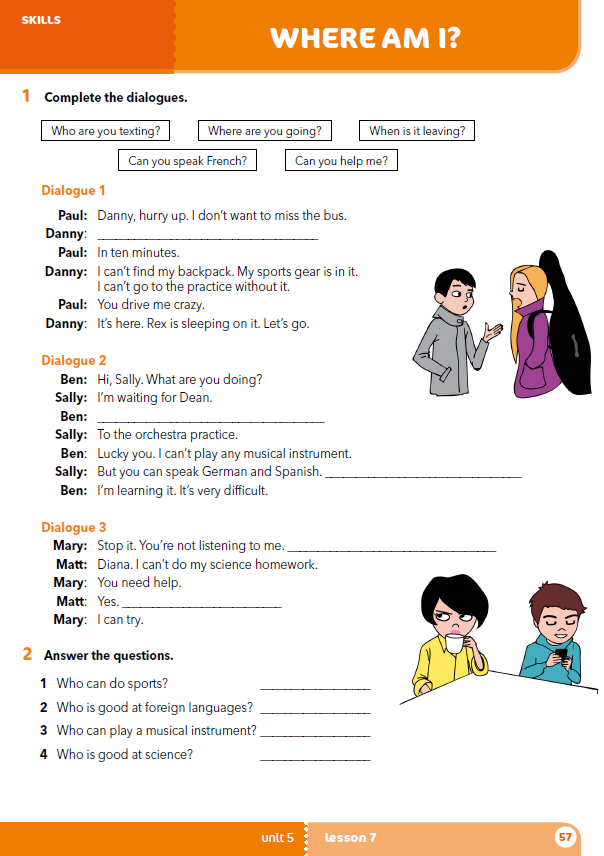 SKILLS
WHERE AM I?
1 Complete the dialogues.
Who are you texting? Where are you going? When is it leaving?
Can you speak French? Can you help me?
Dialogue 1
Paul: Danny, hurry up. I don't want to miss the bus.
Danny: ____________________
Paul: In ten minutes.
Danny: I can't find my backpack. My sports gear is in it.
I can't go to the practice without it.
Paul: You drive me crazy.
Danny: It's here. Rex is sleeping on it. Let's go.
Dialogue 2
Ben: Hi, Sally. What are you doing?
Sally: I'm waiting for Dean.
Ben: ____________________
Sally: To the orchestra practice.
Ben: Lucky you. I can't play any musical instrument.
Sally: But you can speak German and Spanish. ____________________
Ben: I'm learning it. It's very difficult.
Dialogue 3
Mary: Stop it. You're not listening to me. ____________________
Matt: Diana. I can't do my science homework.
Mary: You need help.
Matt: Yes. ____________________
Mary: I can try.
2 Answer the questions.
1 Who can do sports? ____________________
2 Who is good at foreign languages? ____________________
3 Who can play a musical instrument? ____________________
4 Who is good at science? ____________________
unit 5 lesson 7 57